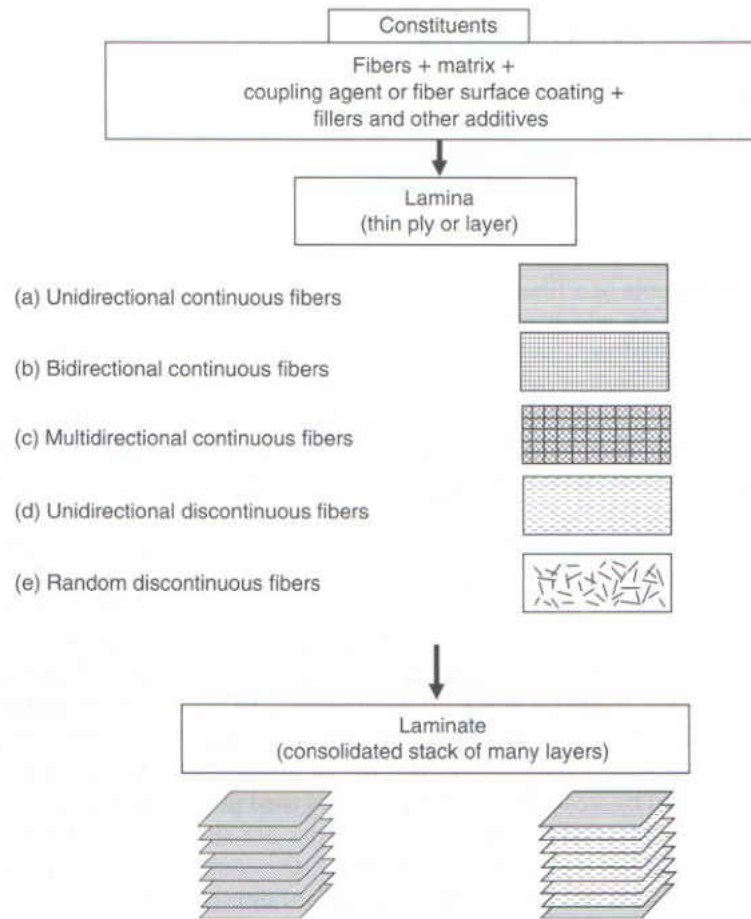 Constituents
Fibers + matrix +
coupling agent or fiber surface coating +
fillers and other additives
Lamina
(thin ply or layer)
(a) Unidirectional continuous fibers
(b) Bidirectional continuous fibers
(c) Multidirectional continuous fibers
(d) Unidirectional discontinuous fibers
(e) Random discontinuous fibers
Laminate
(consolidated stack of many layers)